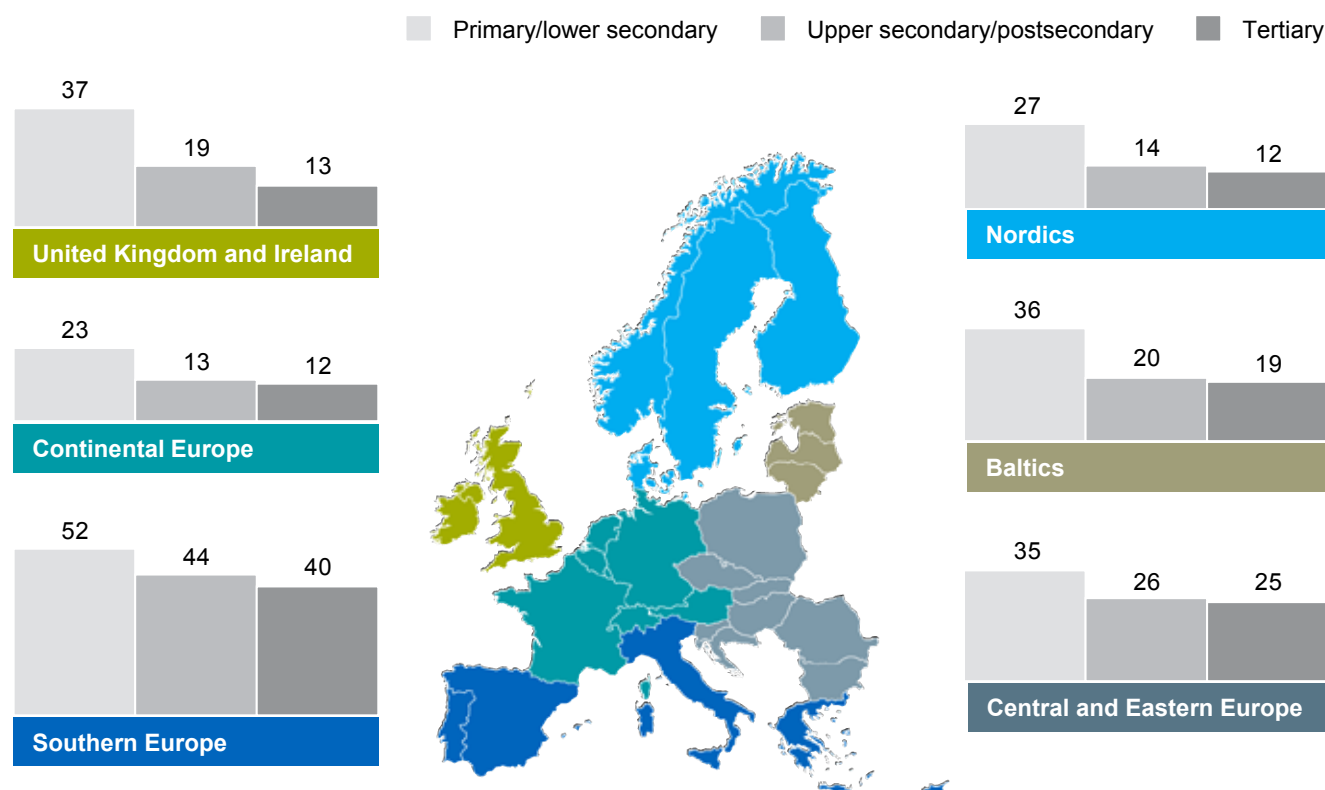 Primary/lower secondary Upper secondary/postsecondary Tertiary
37
19
13
United Kingdom and Ireland
23
13
12
Continental Europe
52
44
40
Southern Europe
27
14
12
Nordics
36
20
19
Baltics
35
26
25
Central and Eastern Europe